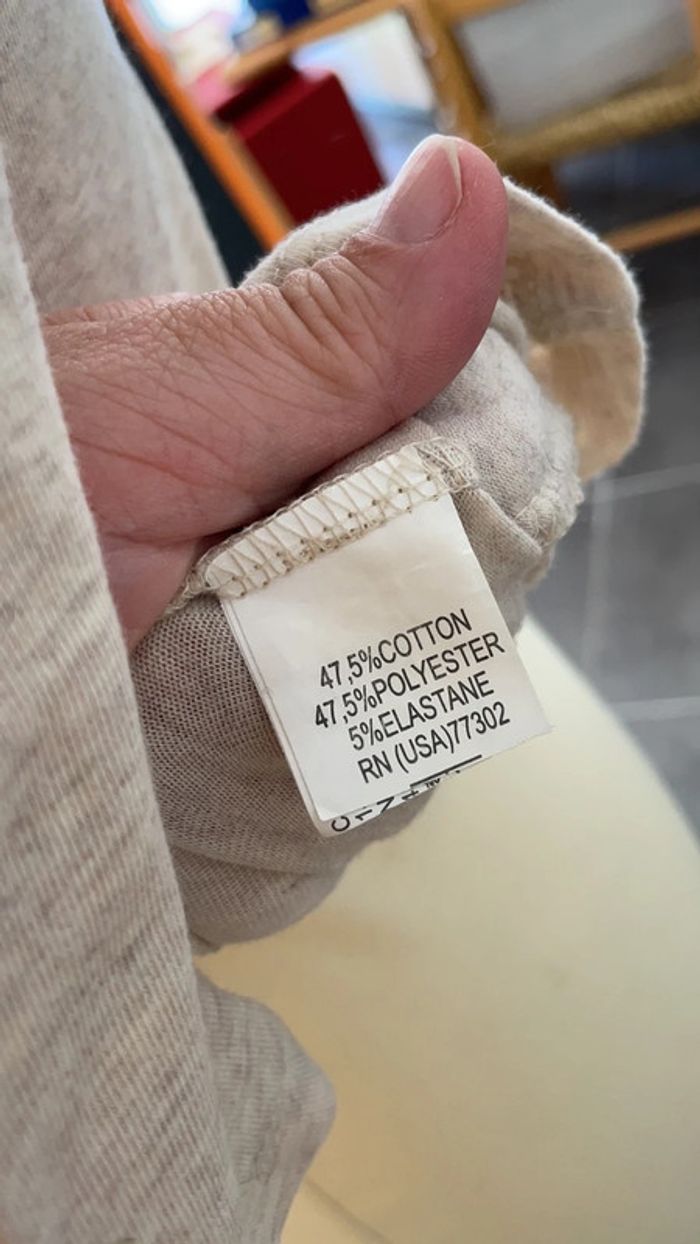 47,5%COTTON
47,5%POLYESTER
5%ELASTANE
RN (USA)77302